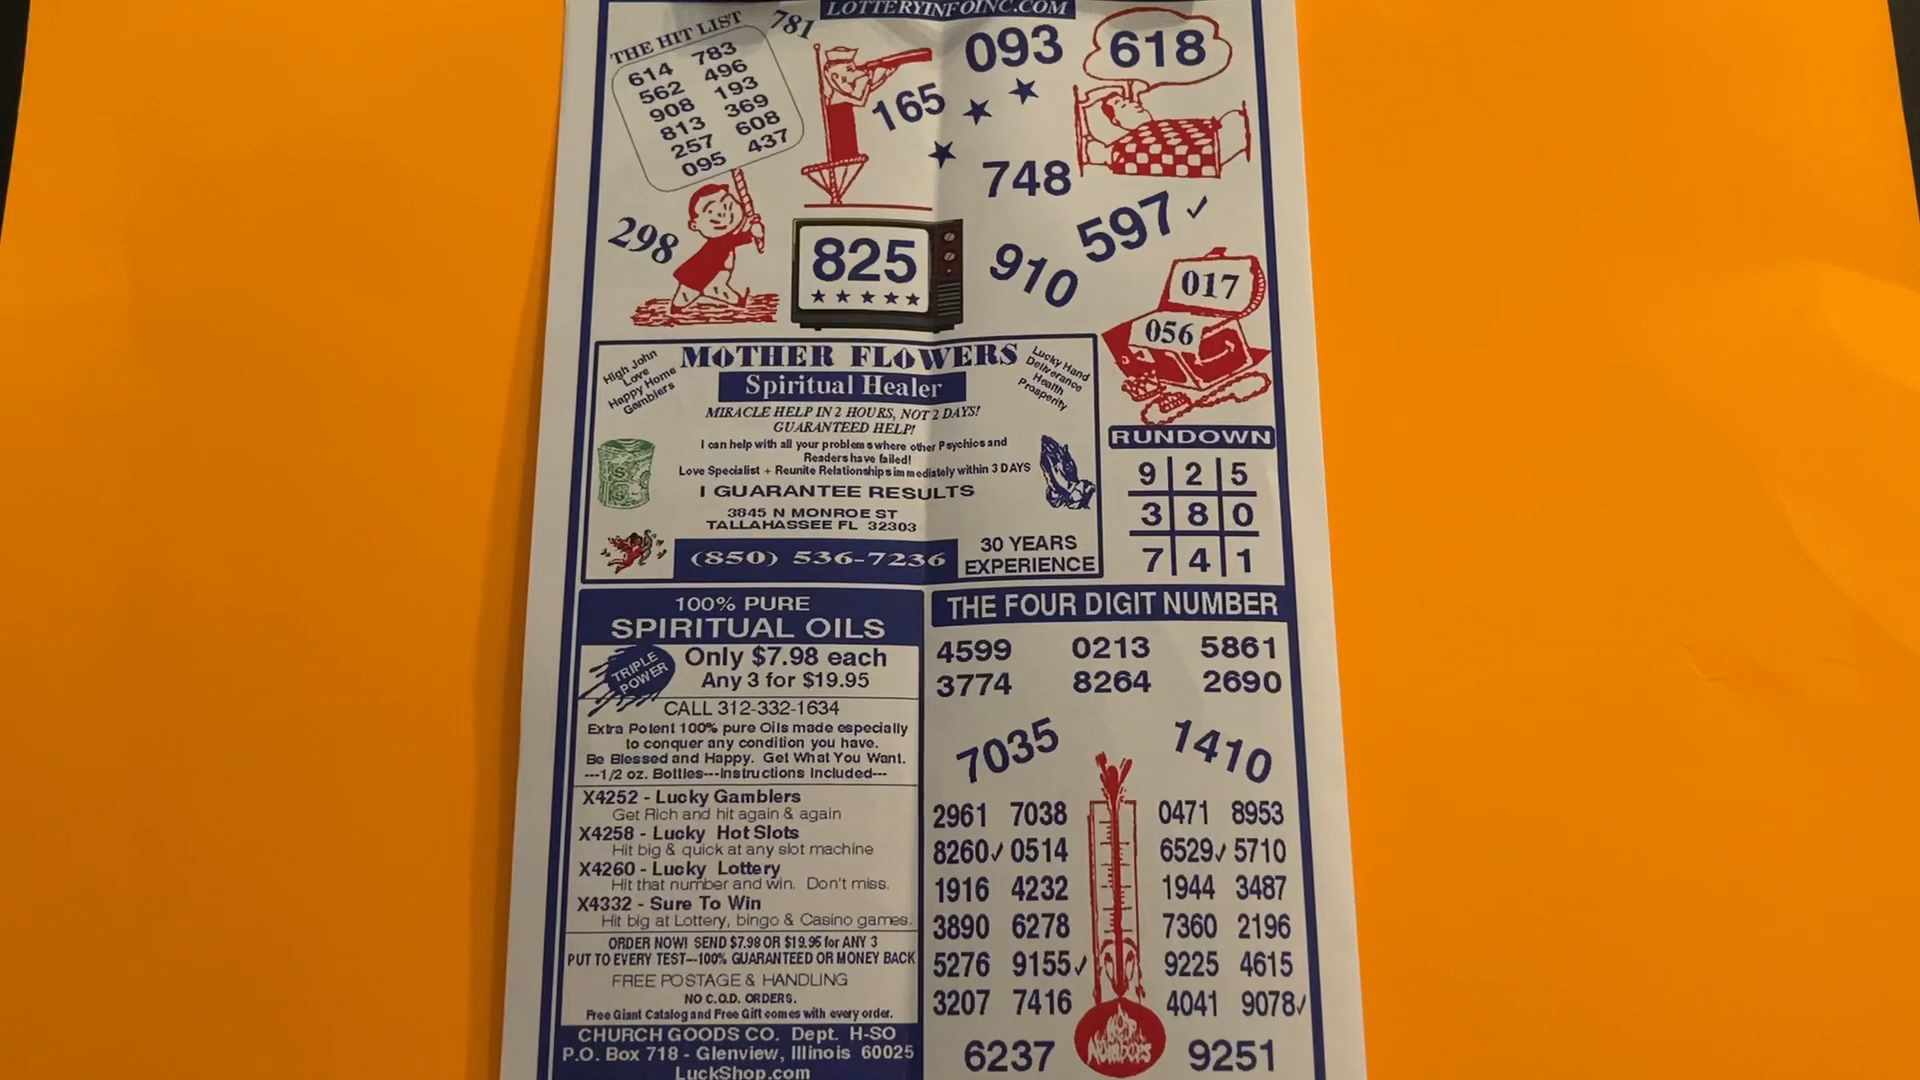 LOTTERYINFOINC.COM
THE HIT LIST
614 783
562 496
908 193
813 369
257 608
095 437
781
165
093
618
748
298
825
910
597✓
017
056
High John
Love
Happy Home
Gamblers
MOTHER FLOWERS
Spiritual Healer
Lucky Hand
Deliverance
Health
Prosperity
MIRACLE HELP IN 2 HOURS, NOT 2 DAYS!
GUARANTEED HELP!
I can help with all your problems where other Psychics and
Readers have failed!
Love Specialist + Reunite Relationships immediately within 3 DAYS
I GUARANTEE RESULTS
3845 N MONROE ST
TALLAHASSEE FL 32303
(850) 536-7236
30 YEARS
EXPERIENCE
RUNDOWN
9 2 5
3 8 0
7 4 1
100% PURE
SPIRITUAL OILS
TRIPLE
POWER
Only $7.98 each
Any 3 for $19.95
CALL 312-332-1634
Extra Potent 100% pure Oils made especially
to conquer any condition you have.
Be Blessed and Happy. Get What You Want.
---1/2 oz. Bottles---Instructions Included---
X4252 - Lucky Gamblers
Get Rich and hit again & again
X4258 - Lucky Hot Slots
Hit big & quick at any slot machine
X4260 - Lucky Lottery
Hit that number and win. Don't miss.
X4332 - Sure To Win
Hit big at Lottery, bingo & Casino games.
ORDER NOW! SEND $7.98 OR $19.95 for ANY 3
PUT TO EVERY TEST--100% GUARANTEED OR MONEY BACK
FREE POSTAGE & HANDLING
NO C.O.D. ORDERS.
Free Giant Catalog and Free Gift comes with every order.
CHURCH GOODS CO. Dept. H-SO
P.O. Box 718 - Glenview, Illinois 60025
LuckShop.com
THE FOUR DIGIT NUMBER
4599 0213 5861
3774 8264 2690
7035 1410
2961 7038 0471 8953
8260✓ 0514 6529✓ 5710
1916 4232 1944 3487
3890 6278 7360 2196
5276 9155✓ 9225 4615
3207 7416 4041 9078✓
Hot
Numbers
6237 9251